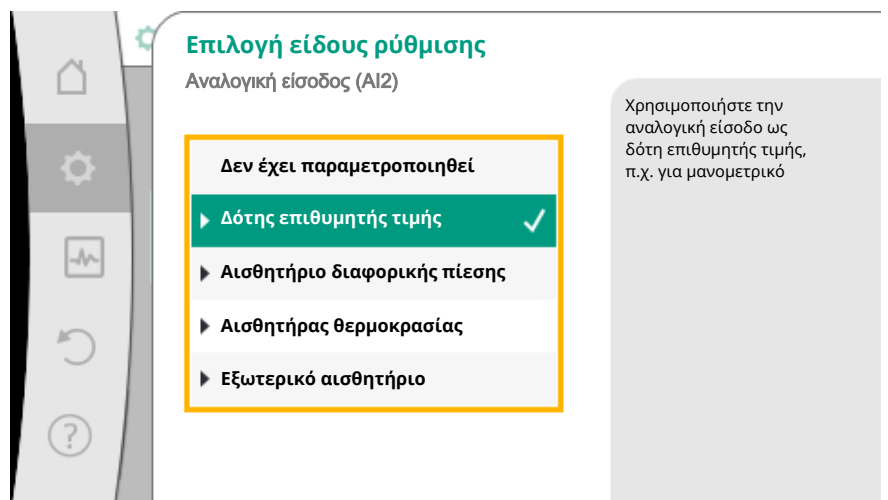 Επιλογή είδους ρύθμισης
Αναλογική είσοδος (AI2)
Δεν έχει παραμετροποιηθεί
Δότης επιθυμητής τιμής
Αισθητήριο διαφορικής πίεσης
Αισθητήρας θερμοκρασίας
Εξωτερικό αισθητήριο
Χρησιμοποιήστε την
αναλογική είσοδο ως
δότη επιθυμητής τιμής,
π.χ. για μανομετρικό
?